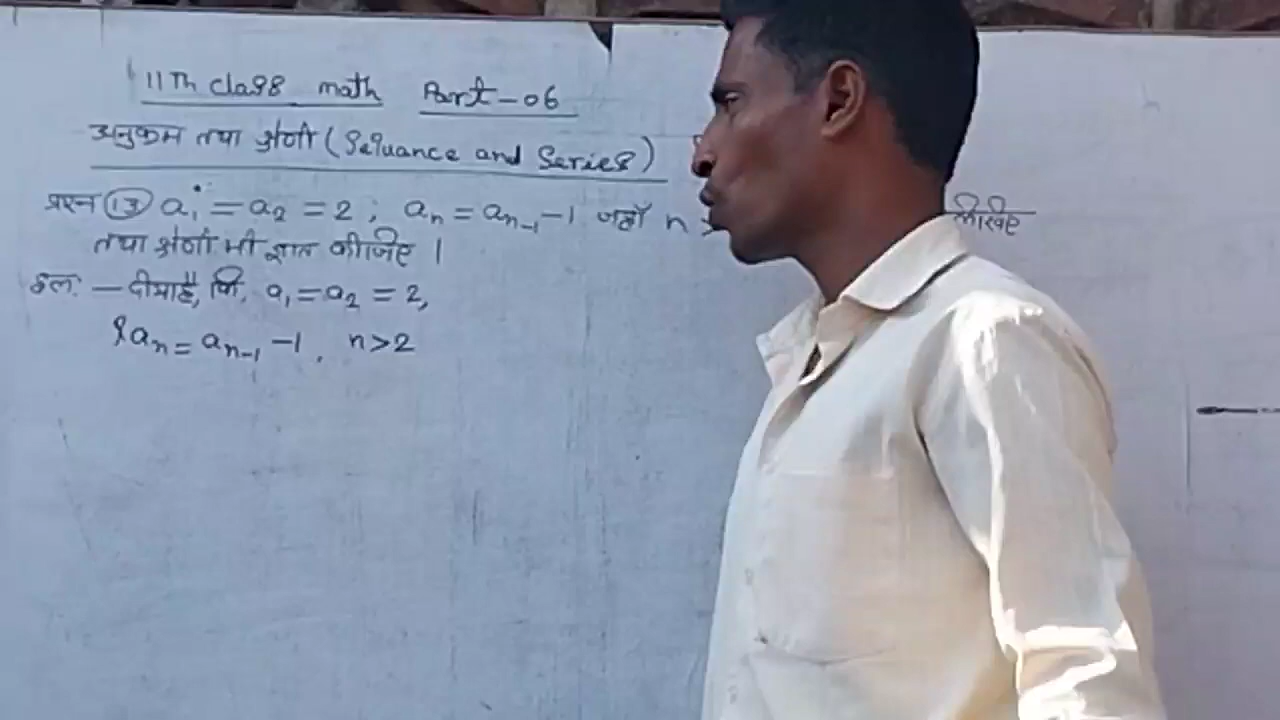 11Th class math Part-06
अनुक्रम तथा श्रेणी (Sequance and Series)
प्रश्न (13) a₁ = a₂ = 2; aₙ = aₙ₋₁ -1 जहाँ n > लिखिए
तथा श्रेणी भी ज्ञात कीजिए ।
हल: — दीया है, कि, a₁ = a₂ = 2,
& aₙ = aₙ₋₁ -1, n>2